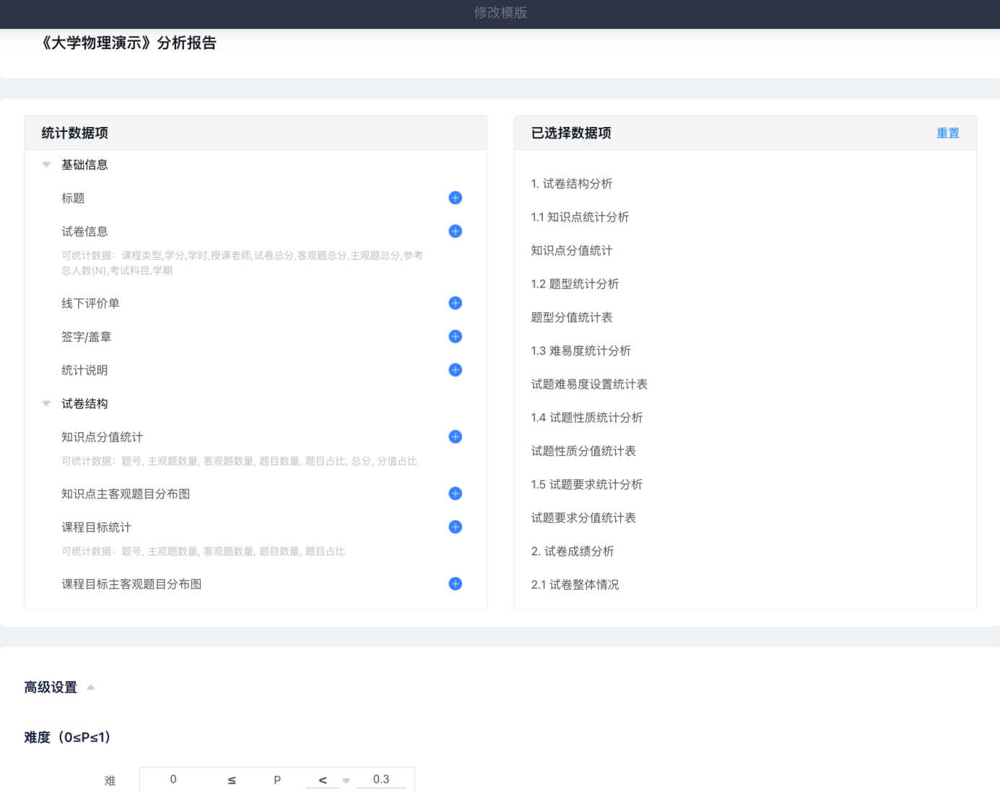 修改模版
《大学物理演示》分析报告
统计数据项
基础信息
标题
试卷信息
可统计数据：课程类型,学分,学时,授课老师,试卷总分,客观题总分,主观题总分,参考
总人数(N),考试科目,学期
线下评价单
签字/盖章
统计说明
试卷结构
知识点分值统计
可统计数据：题号, 主观题数量, 客观题数量, 题目数量, 题目占比, 总分, 分值占比
知识点主客观题目分布图
课程目标统计
可统计数据：题号, 主观题数量, 客观题数量, 题目数量, 题目占比
课程目标主客观题目分布图
已选择数据项 重置
1. 试卷结构分析
1.1 知识点统计分析
知识点分值统计
1.2 题型统计分析
题型分值统计表
1.3 难易度统计分析
试题难易度设置统计表
1.4 试题性质统计分析
试题性质分值统计表
1.5 试题要求统计分析
试题要求分值统计表
2. 试卷成绩分析
2.1 试卷整体情况
高级设置
难度（0≤P≤1）
难 0 ≤ P < 0.3